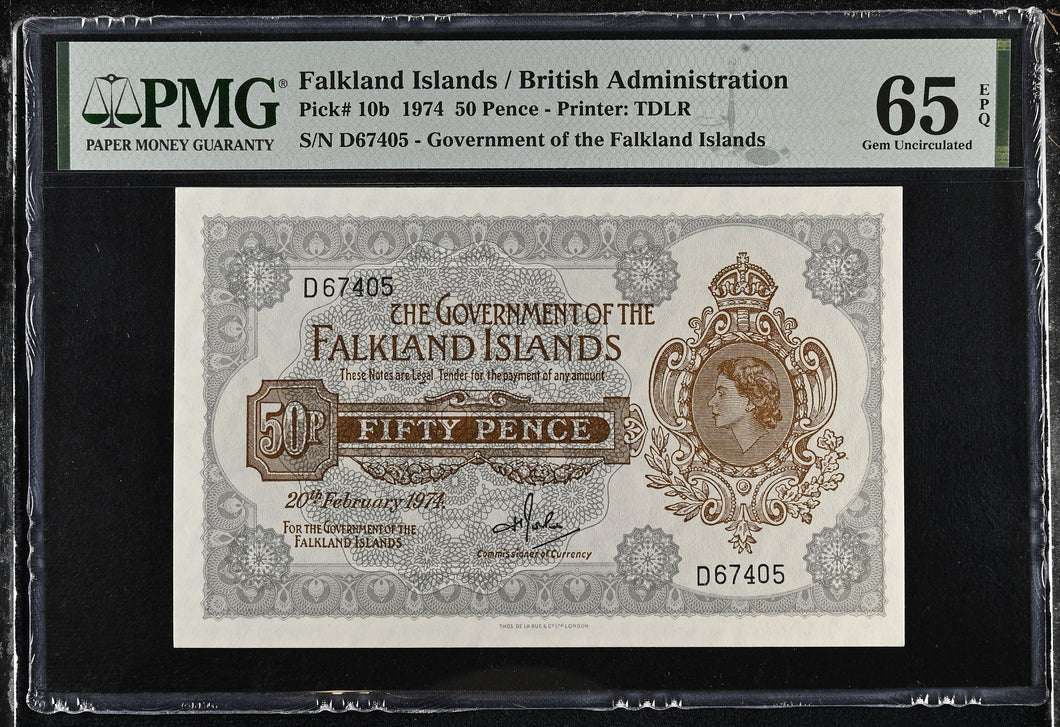 PMG®
PAPER MONEY GUARANTY
Falkland Islands / British Administration
Pick# 10b 1974 50 Pence - Printer: TDLR
S/N D67405 - Government of the Falkland Islands
65 EPQ
Gem Uncirculated
D67405
THE GOVERNMENT OF THE
FALKLAND ISLANDS
These Notes are Legal Tender for the payment of any amount
50P FIFTY PENCE
20th February 1974.
FOR THE GOVERNMENT OF THE
FALKLAND ISLANDS
Commissioner of Currency
D67405
THOS. DE LA RUE & Co LTD LONDON